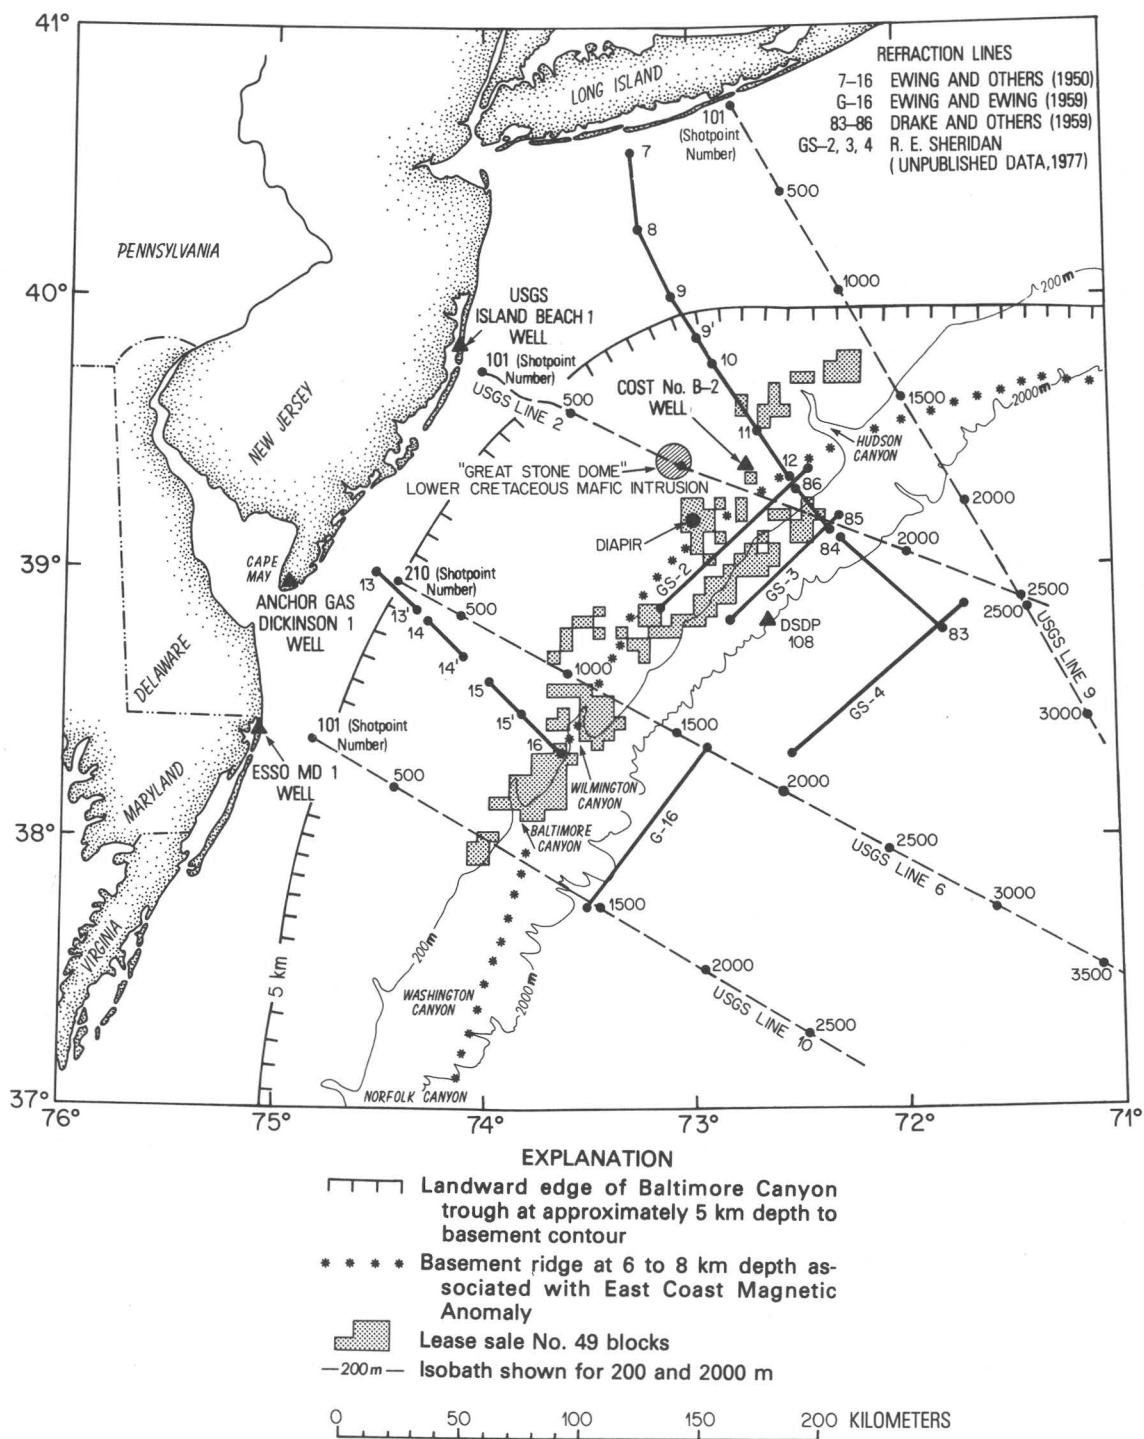 41°
REFRACTION LINES
7–16 EWING AND OTHERS (1950)
G–16 EWING AND EWING (1959)
83–86 DRAKE AND OTHERS (1959)
GS–2, 3, 4 R. E. SHERIDAN
(UNPUBLISHED DATA, 1977)
LONG ISLAND
101
(Shotpoint
Number)
7
500
8
PENNSYLVANIA
40°
1000
200m
9
USGS
ISLAND BEACH 1
WELL
9'
10
101 (Shotpoint
Number)
USGS LINE 2
500
COST No. B–2
WELL
1500
2000m
NEW JERSEY
11
HUDSON
CANYON
"GREAT STONE DOME"
LOWER CRETACEOUS MAFIC INTRUSION
12
86
2000
DIAPIR
85
84
2000
39°
CAPE
MAY
210 (Shotpoint
Number)
13
GS–2
GS–3
2500
2500
ANCHOR GAS
DICKINSON 1
WELL
13'
500
14
DSDP
108
83
USGS LINE 9
DELAWARE
14'
1000
GS–4
3000
15
101 (Shotpoint
Number)
15'
1500
16
ESSO MD 1
WELL
500
WILMINGTON
CANYON
2000
MARYLAND
38°
BALTIMORE
CANYON
G–16
2500
USGS LINE 6
3000
1500
VIRGINIA
200m
2000
3500
5 km
WASHINGTON
CANYON
2000m
USGS LINE 10
2500
37°
NORFOLK CANYON
76°
75°
74°
73°
72°
71°
EXPLANATION
Landward edge of Baltimore Canyon
trough at approximately 5 km depth to
basement contour
Basement ridge at 6 to 8 km depth as-
sociated with East Coast Magnetic
Anomaly
Lease sale No. 49 blocks
—200m— Isobath shown for 200 and 2000 m
0 50 100 150 200 KILOMETERS